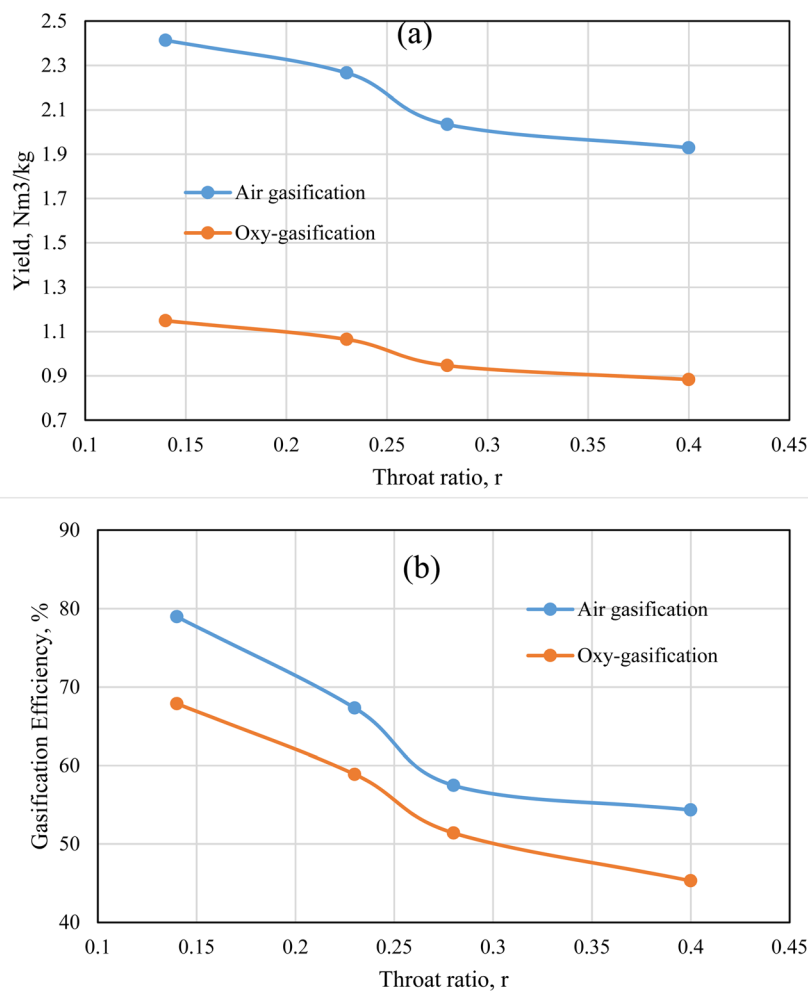 (a)
2.5
2.3
2.1
1.9
1.7
1.5
1.3
1.1
0.9
0.7
Yield, Nm3/kg
Air gasification
Oxy-gasification
0.1 0.15 0.2 0.25 0.3 0.35 0.4 0.45
Throat ratio, r
(b)
90
80
70
60
50
40
Gasification Efficiency, %
Air gasification
Oxy-gasification
0.1 0.15 0.2 0.25 0.3 0.35 0.4 0.45
Throat ratio, r